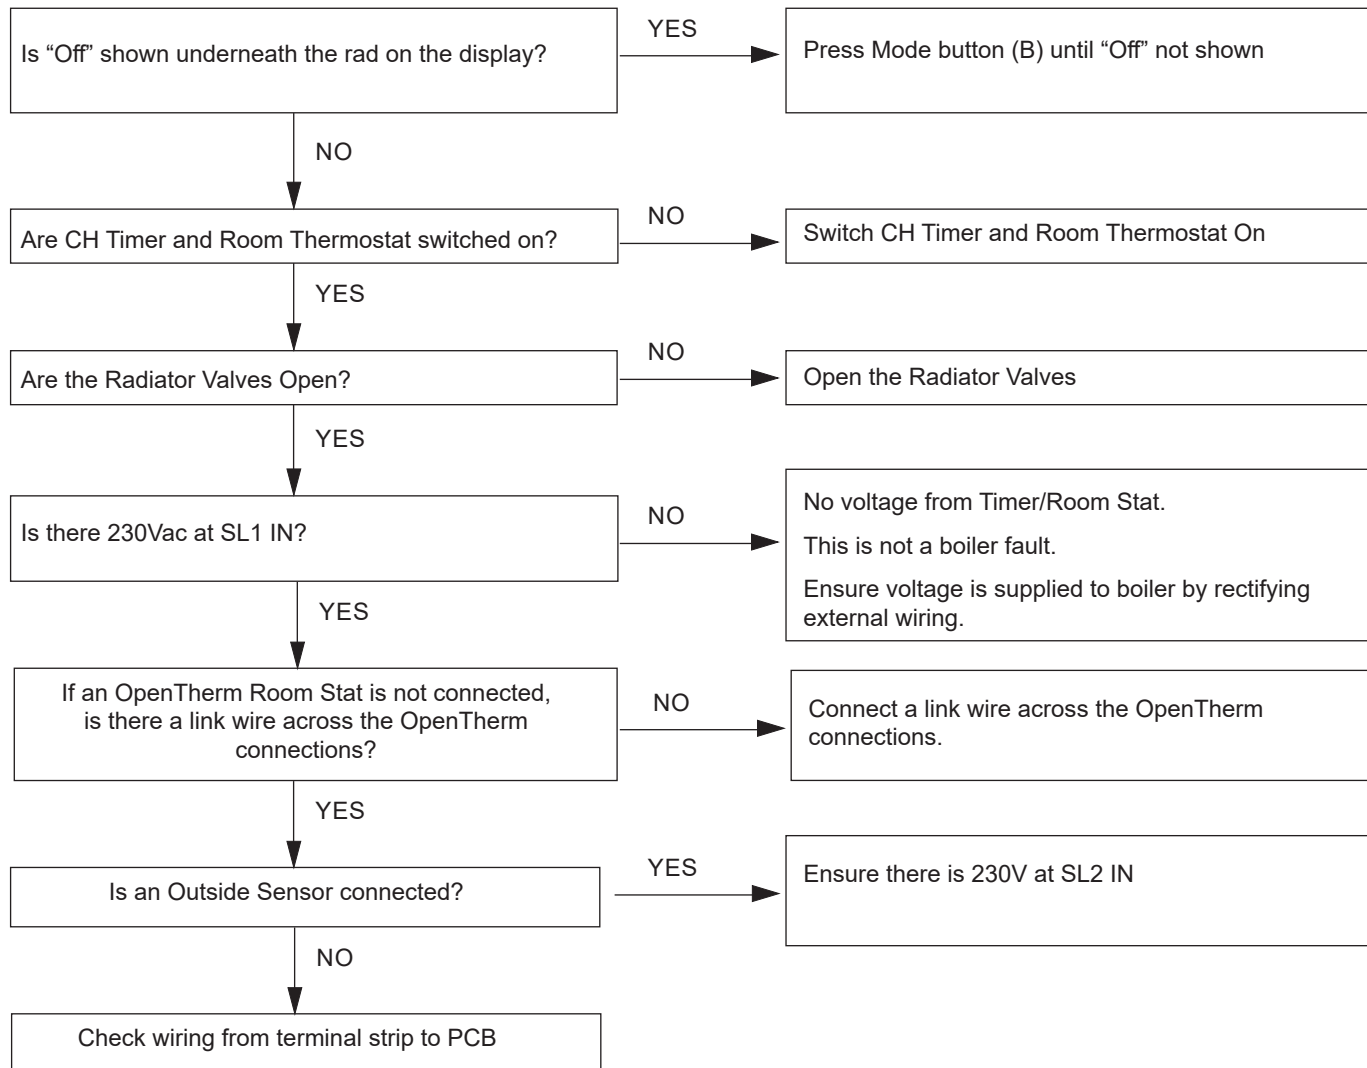 Is “Off” shown underneath the rad on the display?
YES
Press Mode button (B) until “Off” not shown
NO
Are CH Timer and Room Thermostat switched on?
NO
Switch CH Timer and Room Thermostat On
YES
Are the Radiator Valves Open?
NO
Open the Radiator Valves
YES
Is there 230Vac at SL1 IN?
NO
No voltage from Timer/Room Stat.
This is not a boiler fault.
Ensure voltage is supplied to boiler by rectifying
external wiring.
YES
If an OpenTherm Room Stat is not connected,
is there a link wire across the OpenTherm
connections?
NO
Connect a link wire across the OpenTherm
connections.
YES
Is an Outside Sensor connected?
YES
Ensure there is 230V at SL2 IN
NO
Check wiring from terminal strip to PCB